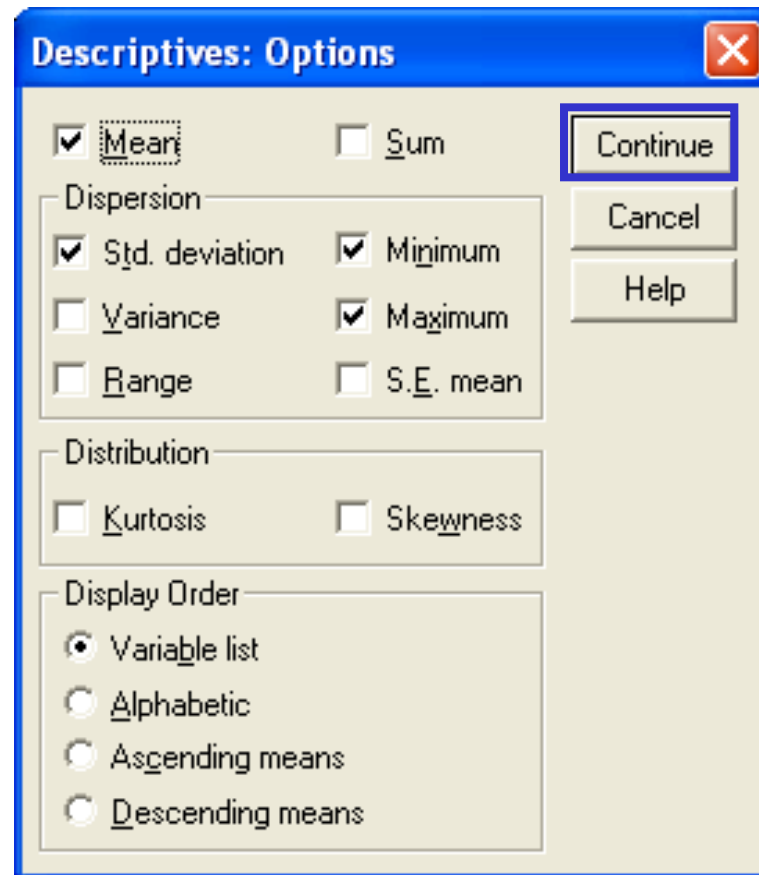 Descriptives: Options
Mean Sum Continue
Dispersion
Cancel
Std. deviation Minimum
Help
Variance Maximum
Range S.E. mean
Distribution
Kurtosis Skewness
Display Order
Variable list
Alphabetic
Ascending means
Descending means